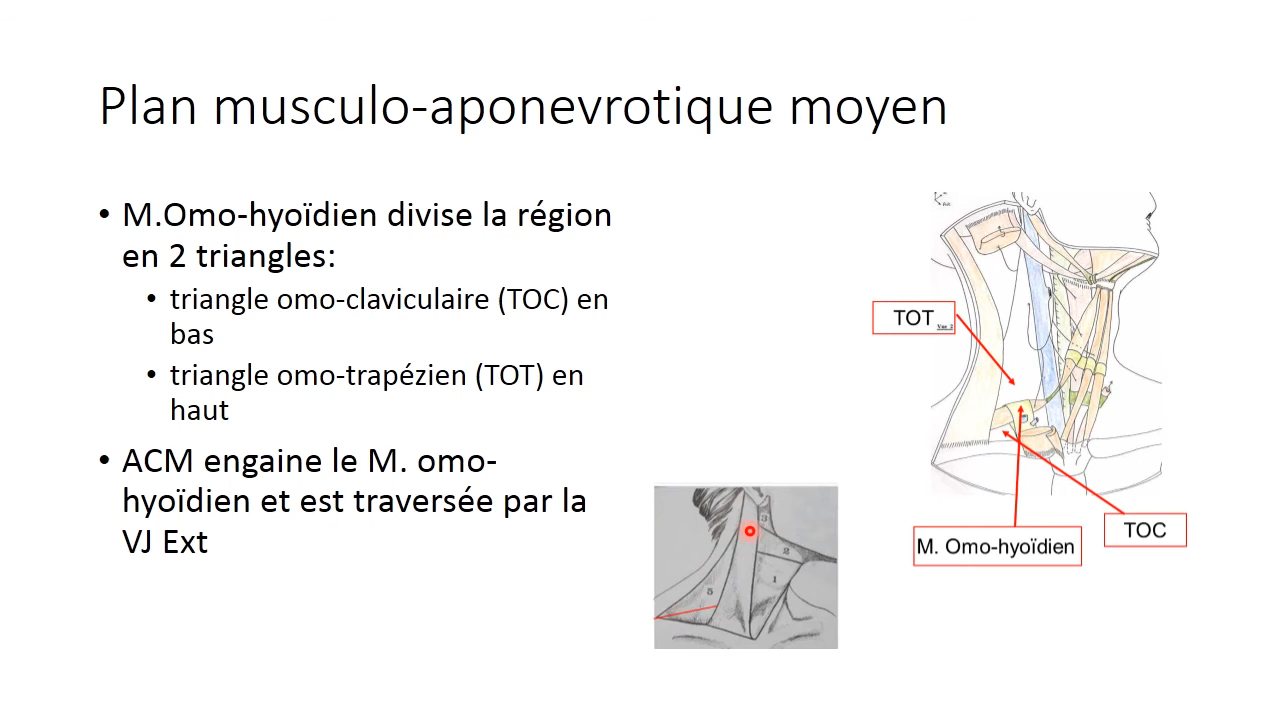 Plan musculo-aponevrotique moyen
• M.Omo-hyoïdien divise la région
en 2 triangles:
• triangle omo-claviculaire (TOC) en
bas
• triangle omo-trapézien (TOT) en
haut
• ACM engaine le M. omo-
hyoïdien et est traversée par la
VJ Ext
TOT
Vue 2
M. Omo-hyoïdien
TOC
3
2
1
5